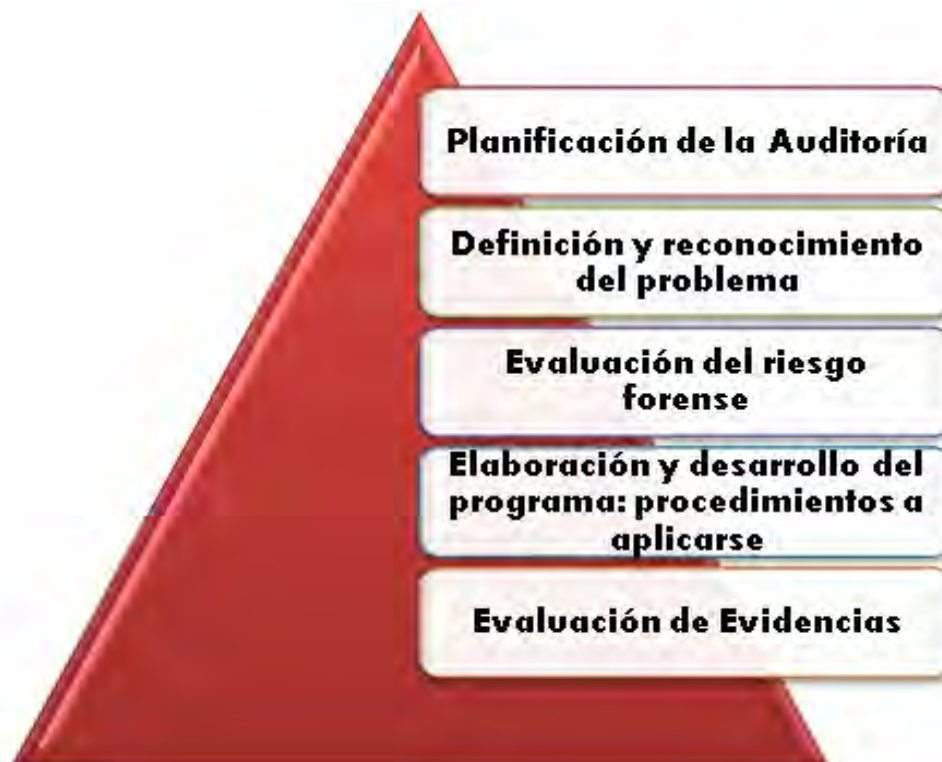 Planificación de la Auditoría
Definición y reconocimiento
del problema
Evaluación del riesgo
forense
Elaboración y desarrollo del
programa: procedimientos a
aplicarse
Evaluación de Evidencias